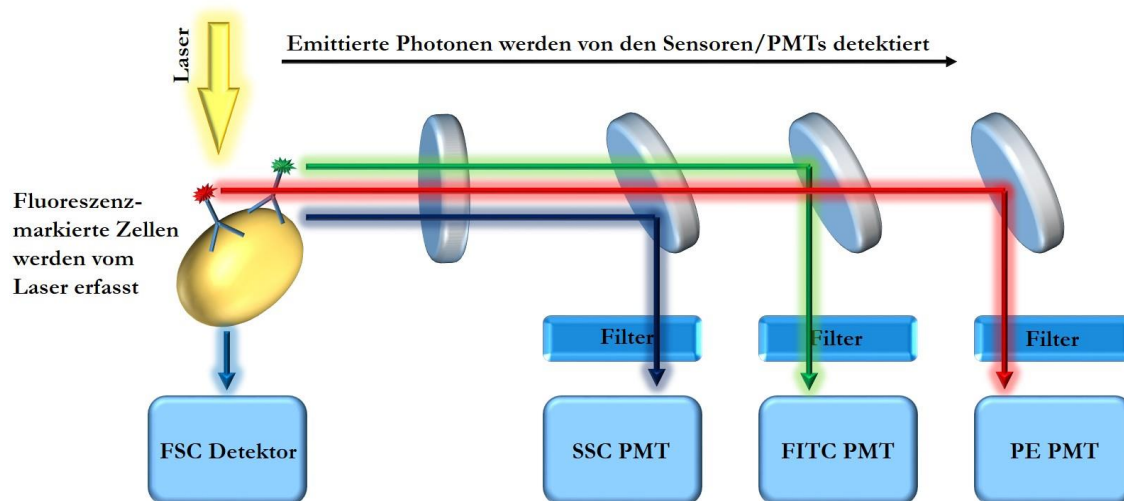 Laser
Emittierte Photonen werden von den Sensoren/PMTs detektiert
Fluoreszenz-
markierte Zellen
werden vom
Laser erfasst
Filter
Filter
Filter
FSC Detektor
SSC PMT
FITC PMT
PE PMT